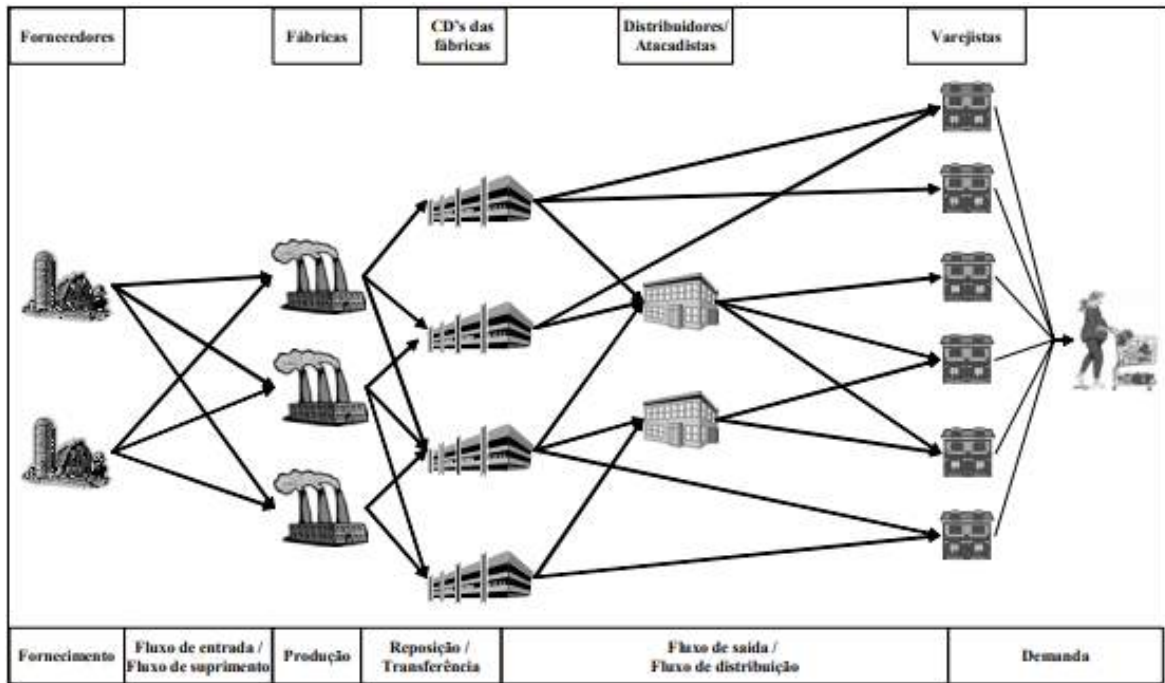 Fornecedores
Fábricas
CD's das
fábricas
Distribuidores/
Atacadistas
Varejistas
Fornecimento
Fluxo de entrada /
Fluxo de suprimento
Produção
Reposição /
Transferência
Fluxo de saída /
Fluxo de distribuição
Demanda